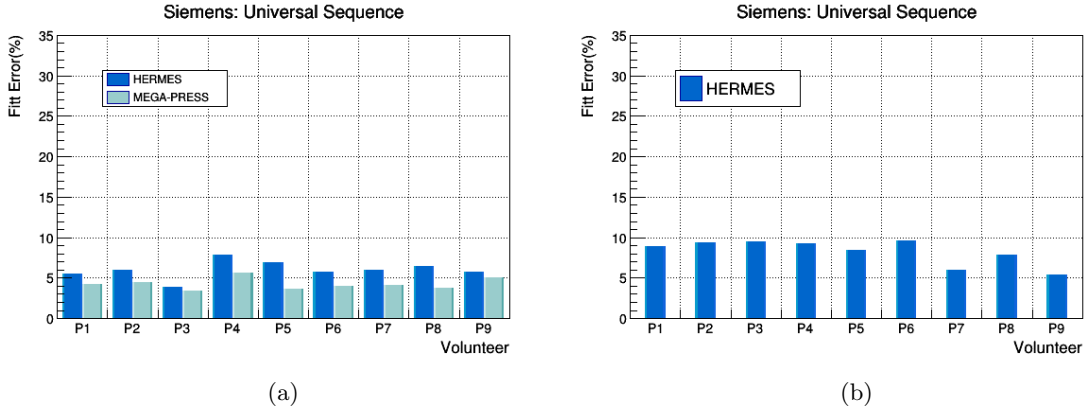 Siemens: Universal Sequence
Fitt Error(%)
35
30
25
20
15
10
5
0
HERMES
MEGA-PRESS
P1 P2 P3 P4 P5 P6 P7 P8 P9
Volunteer
(a)
Siemens: Universal Sequence
Fitt Error(%)
35
30
25
20
15
10
5
0
HERMES
P1 P2 P3 P4 P5 P6 P7 P8 P9
Volunteer
(b)